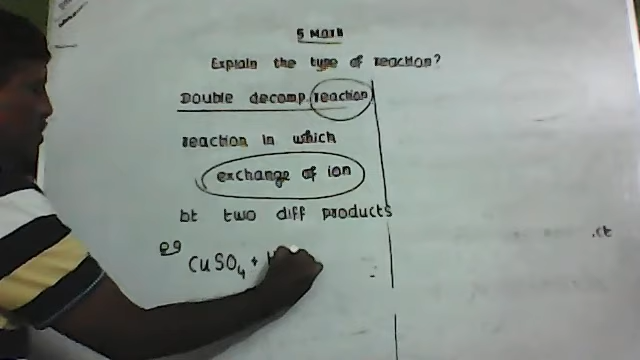 5 MARK
Explain the type of reaction?
Double decomp. reaction
reaction in which
exchange of ion
bt two diff products
eg
CuSO4 + H
.ct